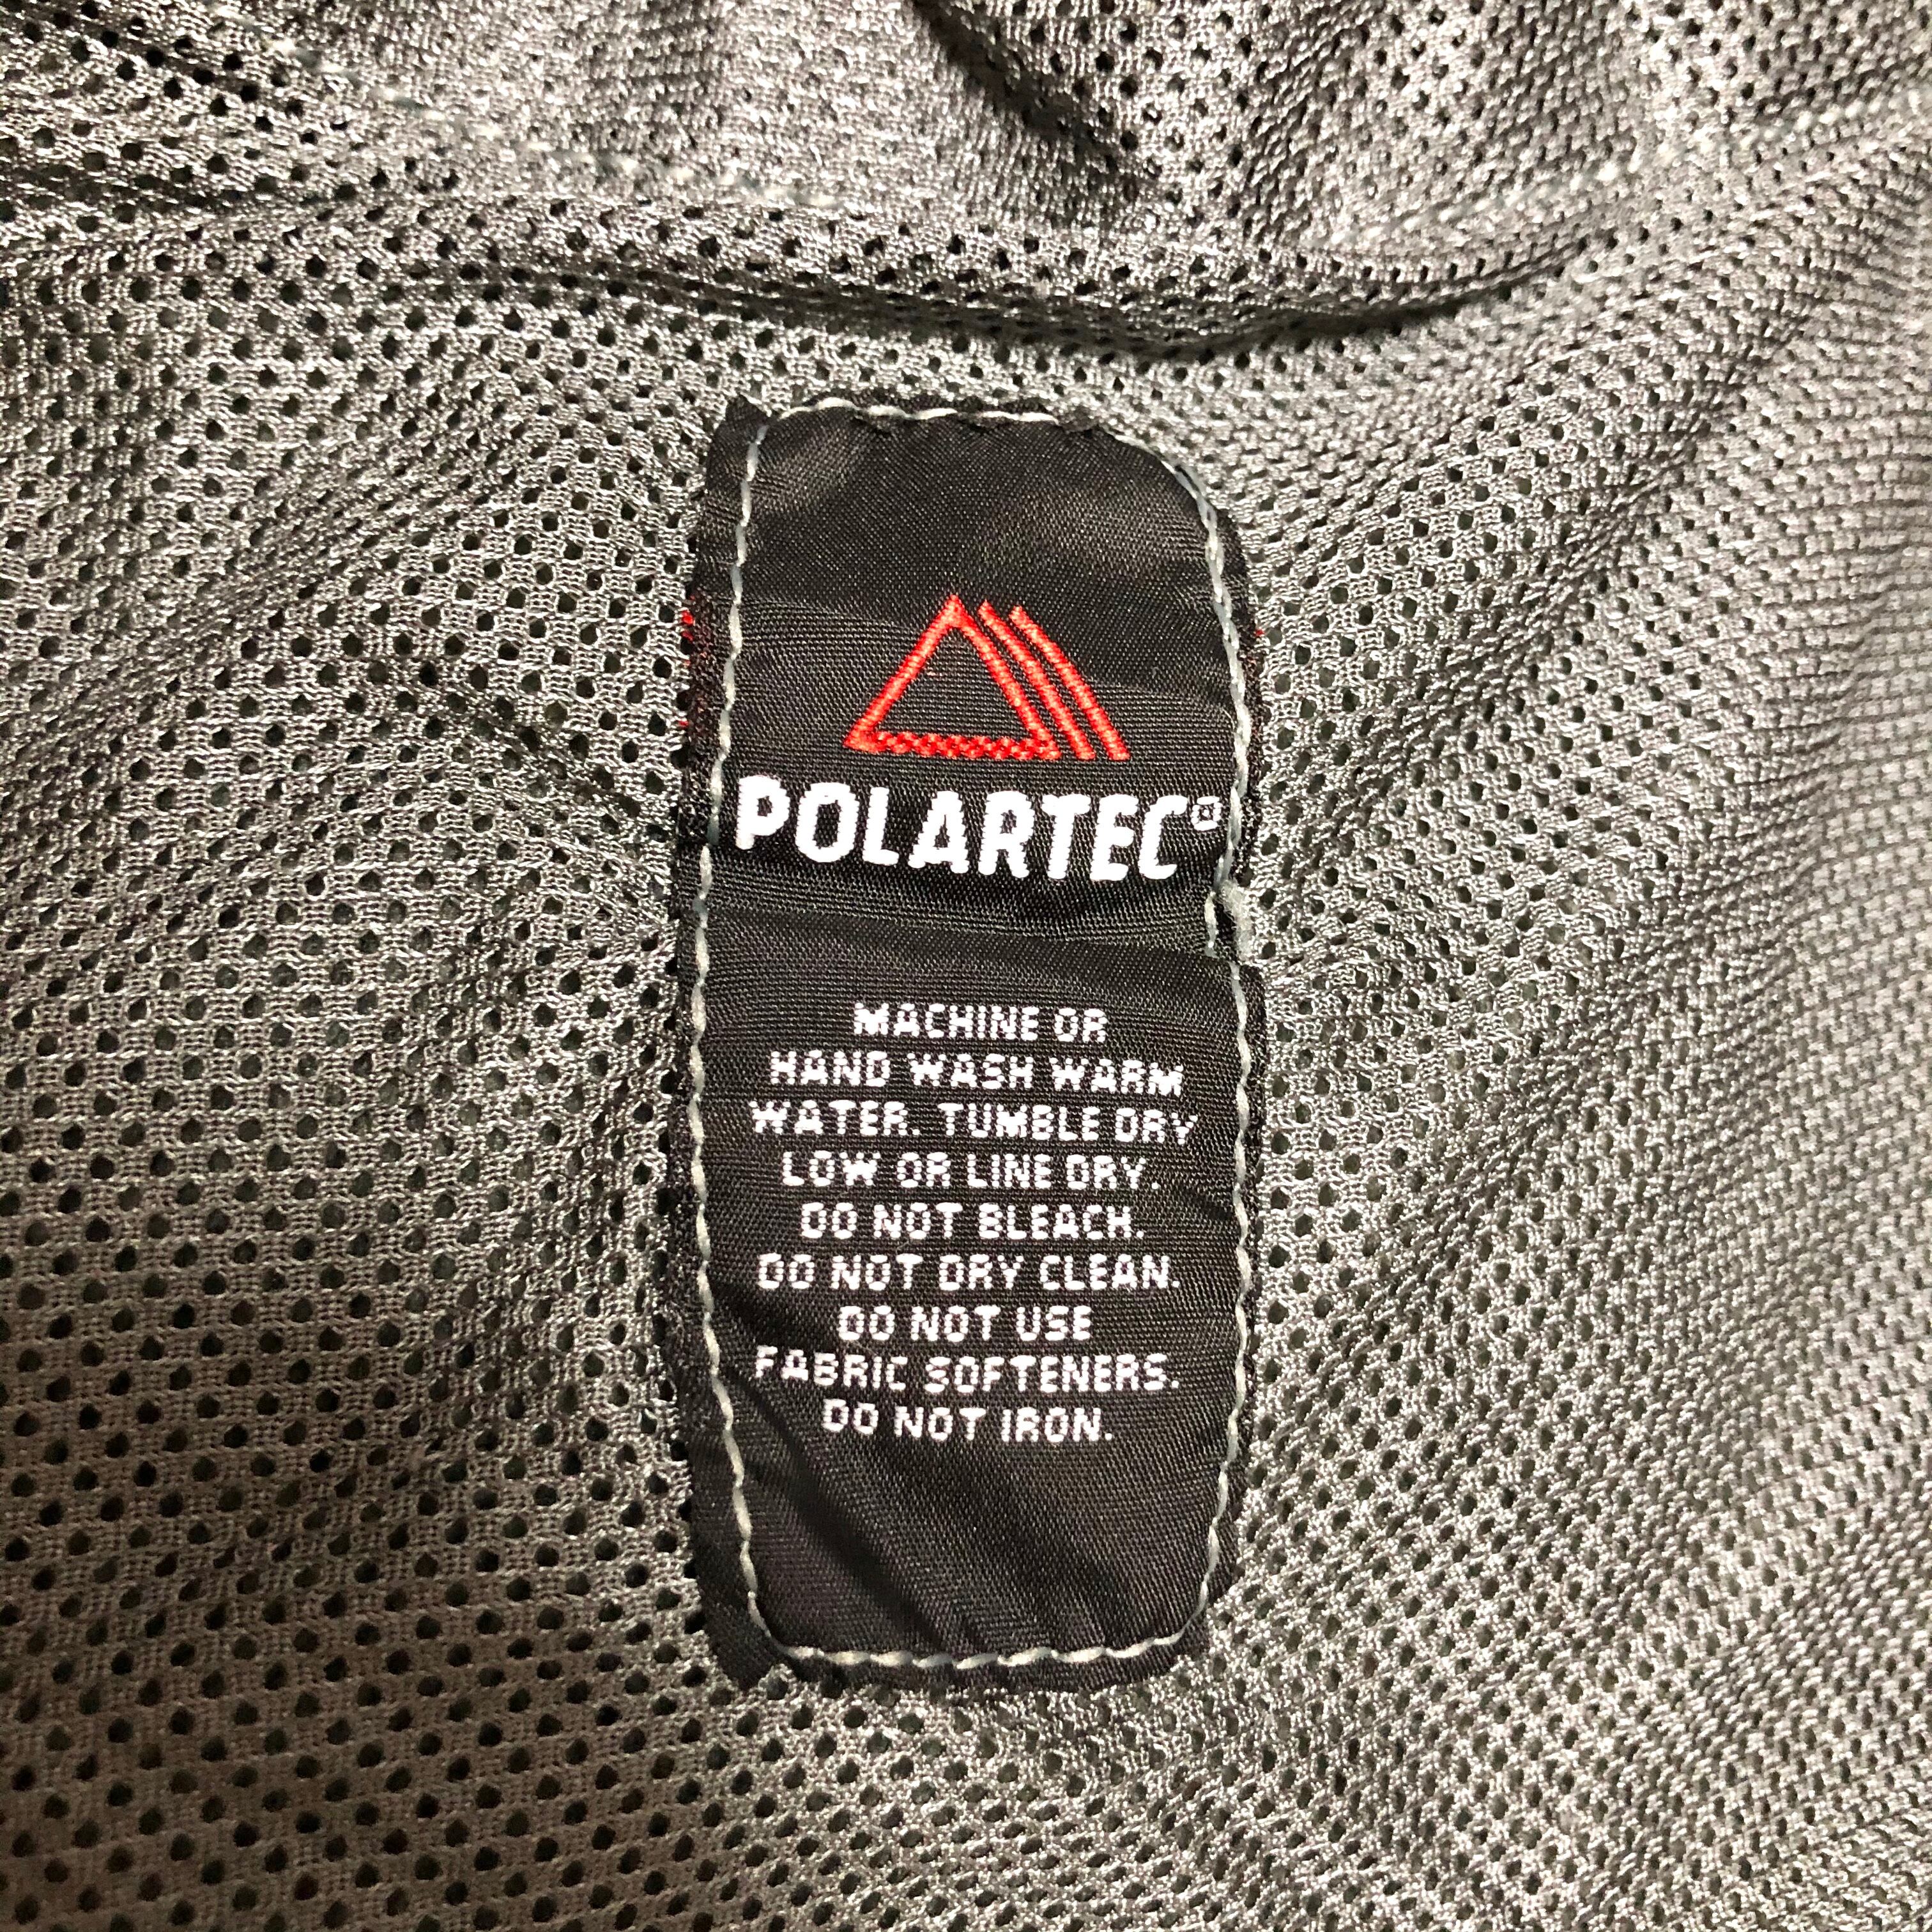 POLARTEC®
MACHINE OR
HAND WASH WARM
WATER. TUMBLE DRY
LOW OR LINE DRY.
DO NOT BLEACH.
DO NOT DRY CLEAN.
DO NOT USE
FABRIC SOFTENERS.
DO NOT IRON.